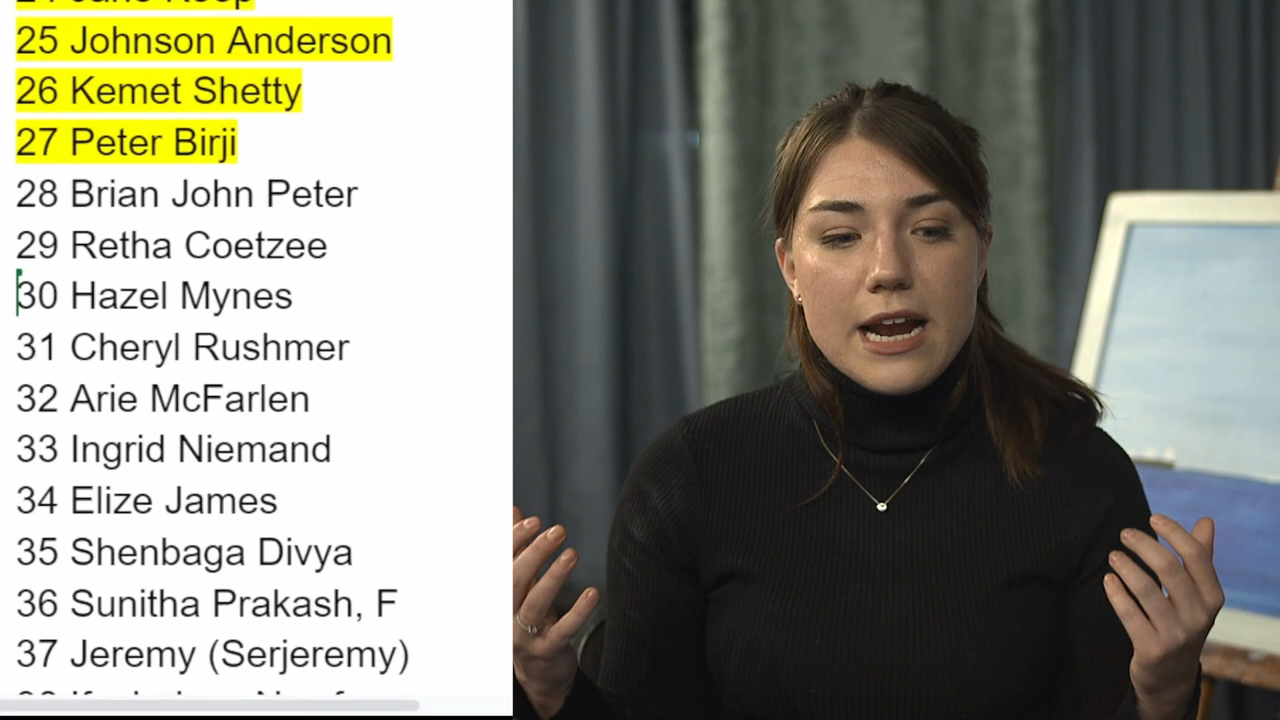 25 Johnson Anderson
26 Kemet Shetty
27 Peter Birji
28 Brian John Peter
29 Retha Coetzee
30 Hazel Mynes
31 Cheryl Rushmer
32 Arie McFarlen
33 Ingrid Niemand
34 Elize James
35 Shenbaga Divya
36 Sunitha Prakash, F
37 Jeremy (Serjeremy)